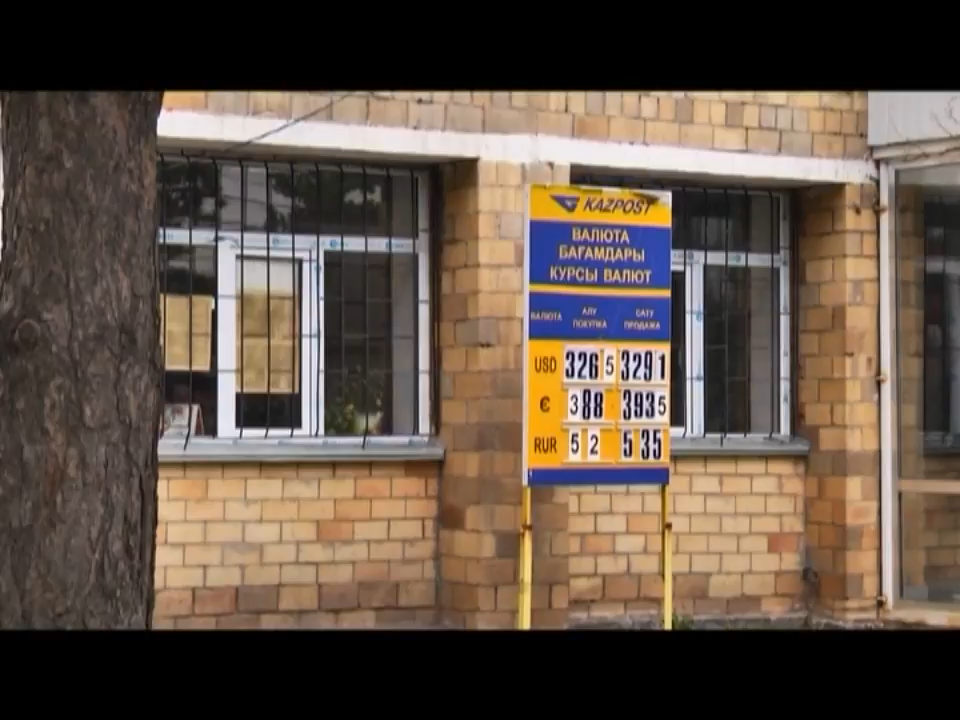 KAZPOST
ВАЛЮТА
БАҒАМДАРЫ
КУРСЫ ВАЛЮТ
ВАЛЮТА АЛУ ПОКУПКА САТУ ПРОДАЖА
USD 326 5 329 1
€ 388 393 5
RUR 5 2 5 35